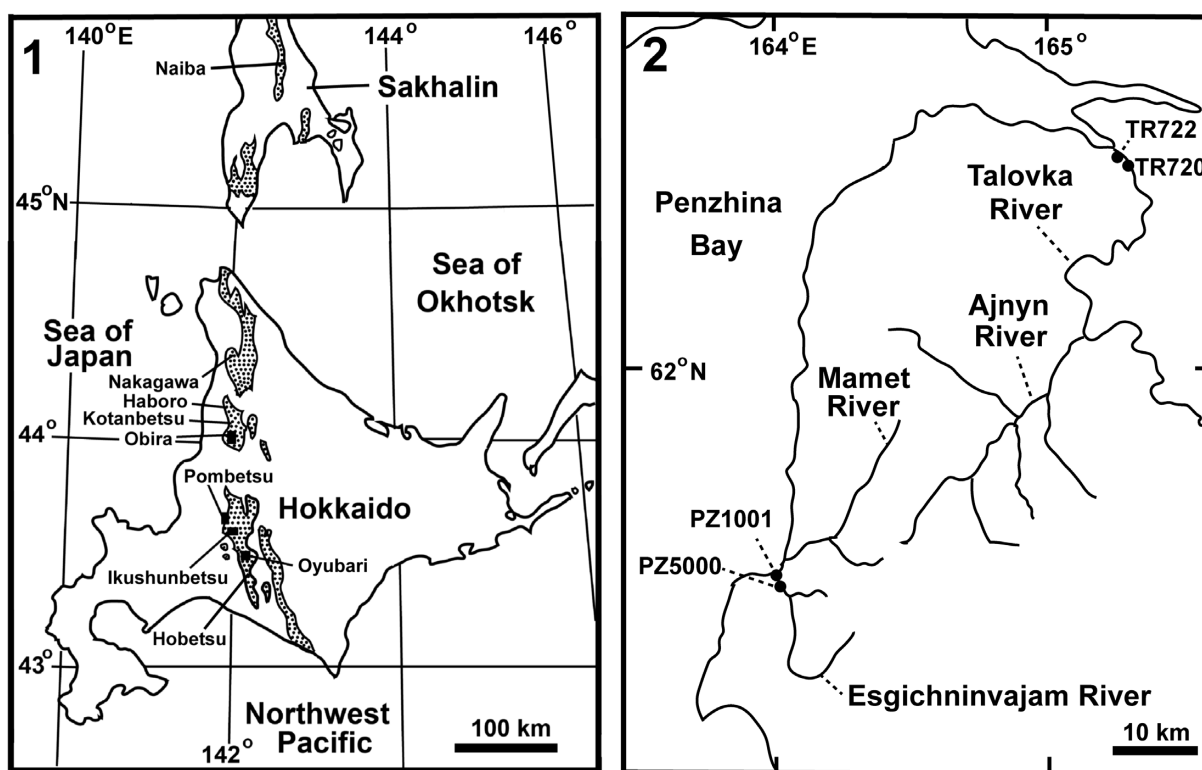 1
140°E
144°
146°
Naiba
Sakhalin
45°N
Sea of
Okhotsk
Sea of
Japan
Nakagawa
Haboro
Kotanbetsu
44°
Obira
Pombetsu
Hokkaido
Ikushunbetsu
Oyubari
Hobetsu
43°
Northwest
Pacific
142°
100 km
2
164°E
165°
TR722
TR720
Talovka
River
Penzhina
Bay
Ajnyn
River
62°N
Mamet
River
PZ1001
PZ5000
Esgichninvajam River
10 km